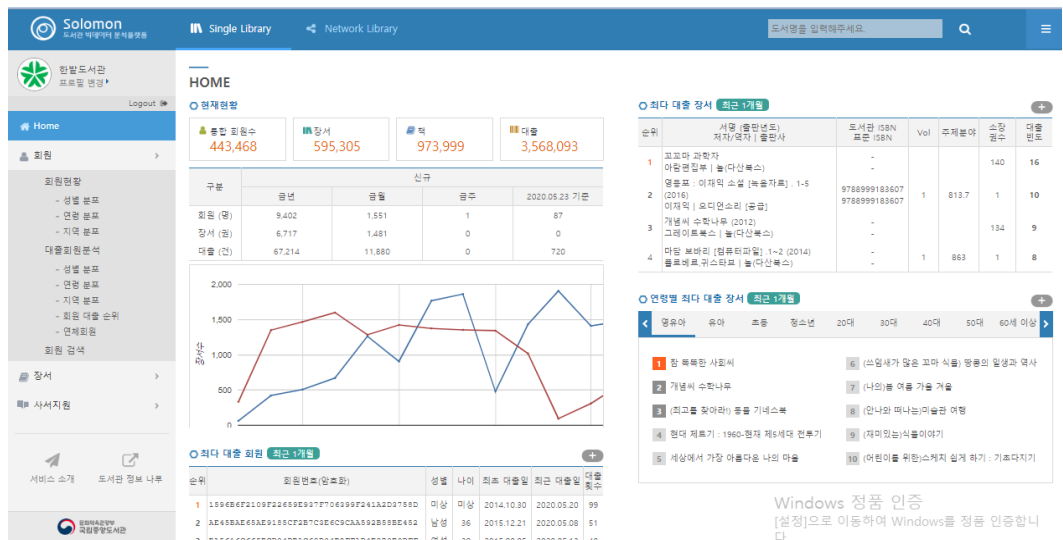 Solomon
도서관 빅데이터 분석플랫폼
Single Library
Network Library
도서명을 입력해주세요.
한밭도서관
프로필 변경
Logout
Home
회원
회원현황
- 성별 분포
- 연령 분포
- 지역 분포
대출회원분석
- 성별 분포
- 연령 분포
- 지역 분포
- 회원 대출 순위
- 연체회원
회원 검색
장서
사서지원
서비스 소개
도서관 정보 나루
문화체육관광부
국립중앙도서관
HOME
현재현황
통합 회원수
443,468
장서
595,305
책
973,999
대출
3,568,093
구분 신규
금년 금월 금주 2020.05.23 기준
회원 (명) 9,402 1,551 1 87
장서 (권) 6,717 1,481 0 0
대출 (건) 67,214 11,880 0 720
장서수
2,000
1,500
1,000
500
0
최다 대출 회원 최근 1개월
순위 회원번호(암호화) 성별 나이 최초 대출일 최근 대출일 대출 횟수
1 미상 미상 2014.10.30 2020.05.20 99
2 남성 36 2015.12.21 2020.05.08 51
최다 대출 장서 최근 1개월
순위 서명 (출판년도) 저자/역자 | 출판사 도서관 ISBN 표준 ISBN Vol 주제분야 소장 권수 대출 빈도
1 꼬꼬마 과학자 - 140 16
아람편집부 | 놀(다산북스) -
영등포 : 이재익 소설 [녹음자료] . 1-5
2 (2016) 9788999183607 1 813.7 1 10
이재익 | 오디언소리 [공급] 9788999183607
3 개념씨 수학나무 (2012) - 134 9
그레이트북스 | 놀(다산북스) -
4 마담 보바리 [컴퓨터파일] .1~2 (2014) - 1 863 1 8
플로베르,귀스타브 | 놀(다산북스) -
연령별 최다 대출 장서 최근 1개월
영유아 유아 초등 청소년 20대 30대 40대 50대 60세 이상
1 참 똑똑한 사회씨
2 개념씨 수학나무
3 (최고를 찾아라!) 동물 기네스북
4 현대 제트기 : 1960-현재 제5세대 전투기
5 세상에서 가장 아름다운 나의 마을
6 (쓰임새가 많은 꼬마 식물) 땅콩의 일생과 역사
7 (나의)봄 여름 가을 겨울
8 (안나와 떠나는)미술관 여행
9 (재미있는)식물이야기
10 (어린이를 위한)스케치 쉽게 하기 : 기초다지기
Windows 정품 인증
[설정]으로 이동하여 Windows를 정품 인증합니
다